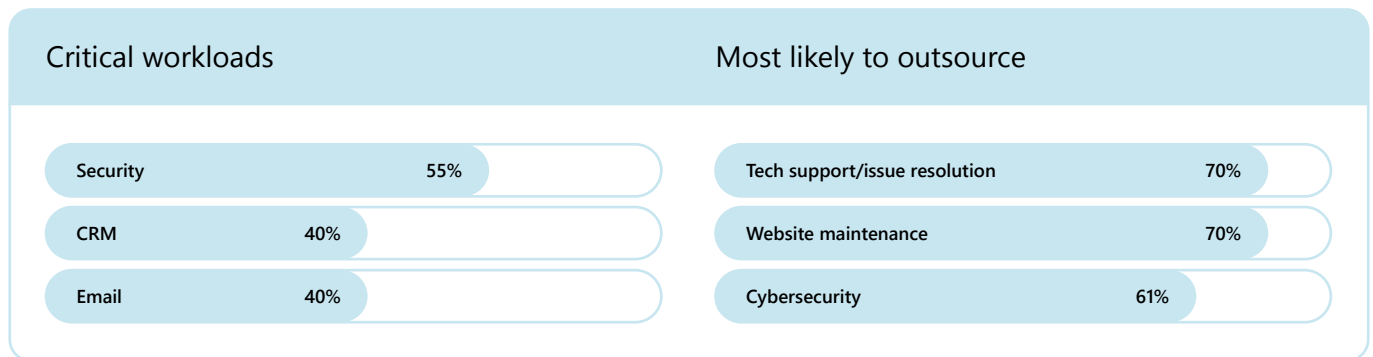 Critical workloads
Security 55%
CRM 40%
Email 40%
Most likely to outsource
Tech support/issue resolution 70%
Website maintenance 70%
Cybersecurity 61%